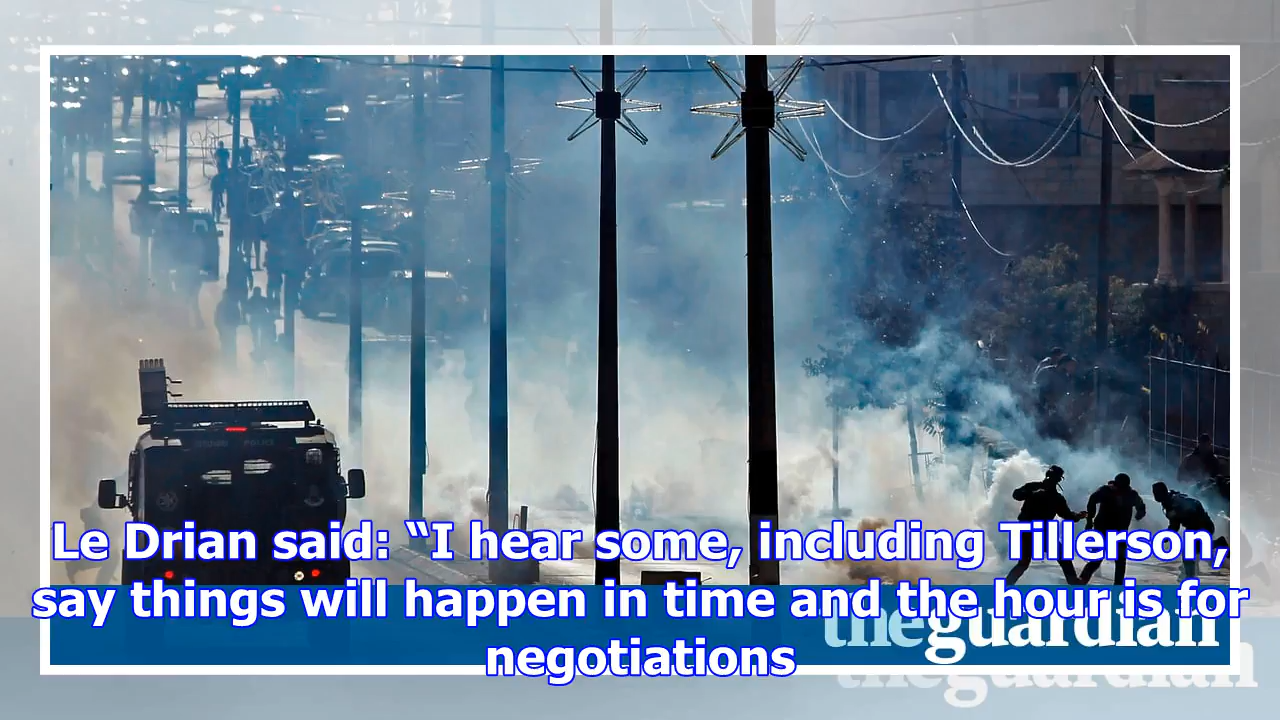 Le Drian said: “I hear some, including Tillerson,
say things will happen in time and the hour is for
negotiations
theguardian
theguardian
POLICE